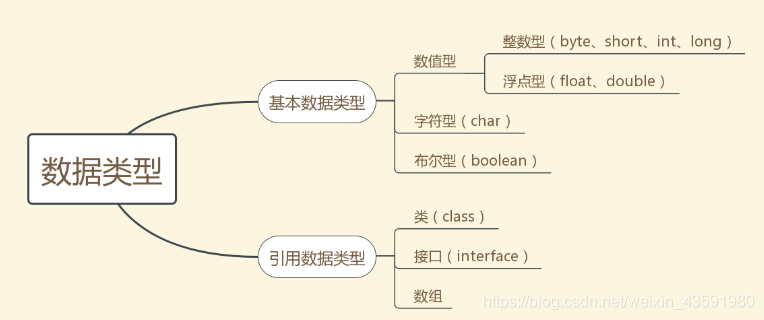 数据类型
基本数据类型
数值型
整数型（byte、short、int、long）
浮点型（float、double）
字符型（char）
布尔型（boolean）
引用数据类型
类（class）
接口（interface）
数组
https://blog.csdn.net/weixin_43591980